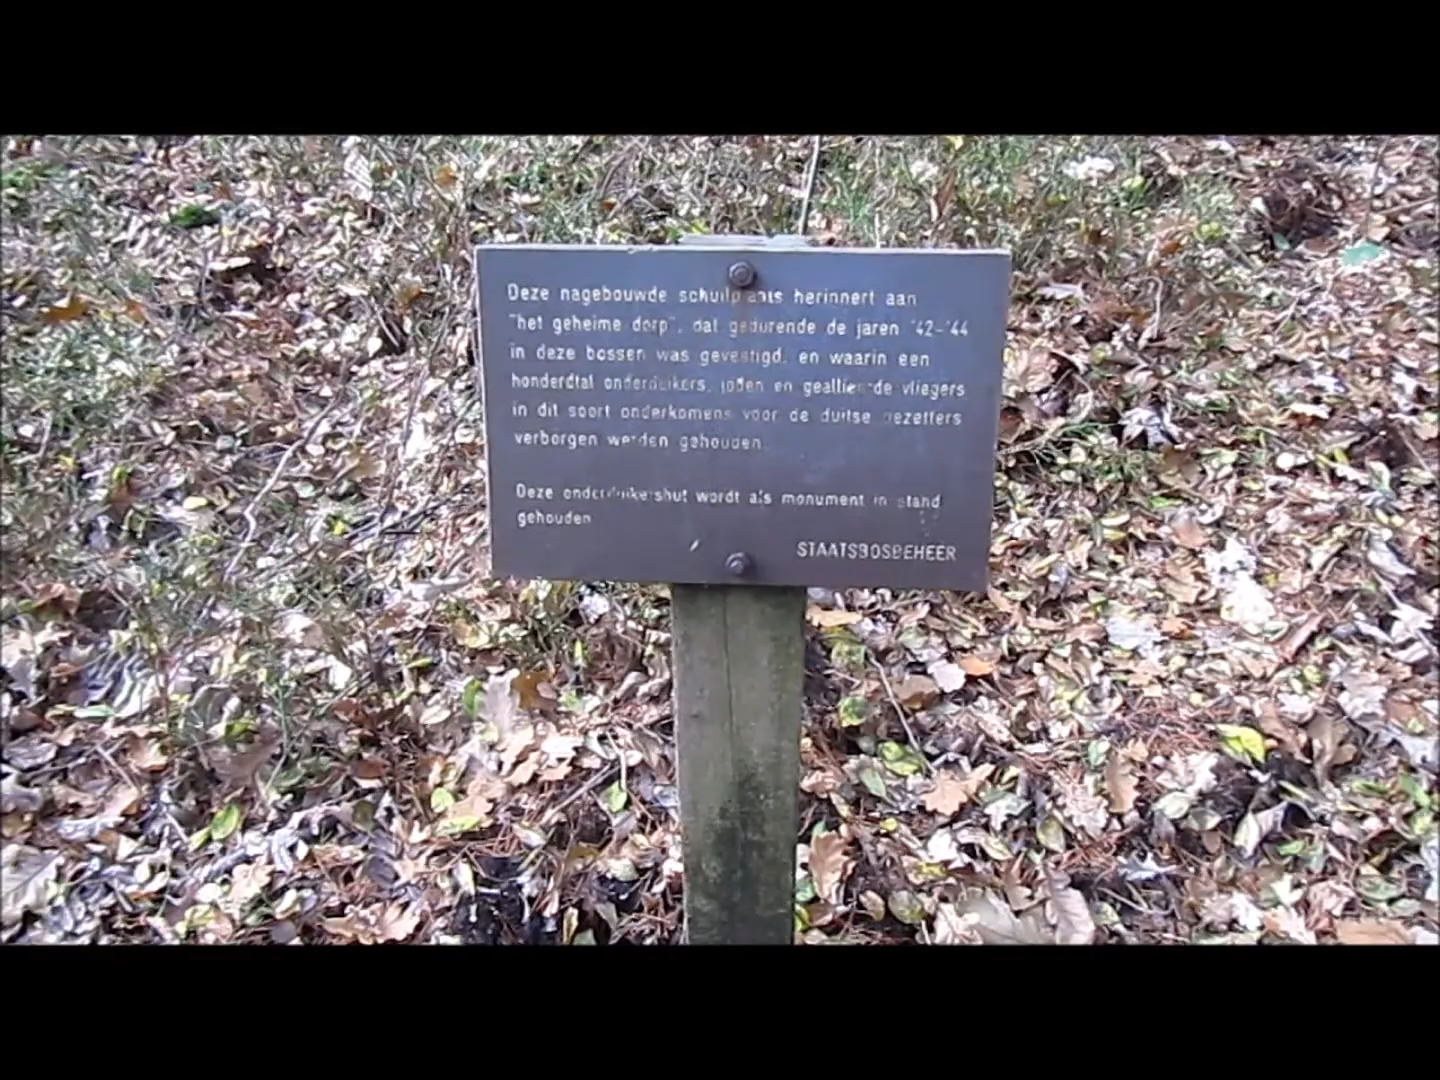 Deze nagebouwde schuilplaats herinnert aan
"het geheime dorp", dat gedurende de jaren '42-'44
in deze bossen was gevestigd, en waarin een
honderdtal onderduikers, joden en geallieerde vliegers
in dit soort onderkomens voor de duitse bezetters
verborgen werden gehouden.
Deze onderduikershut wordt als monument in stand
gehouden
STAATSBOSBEHEER